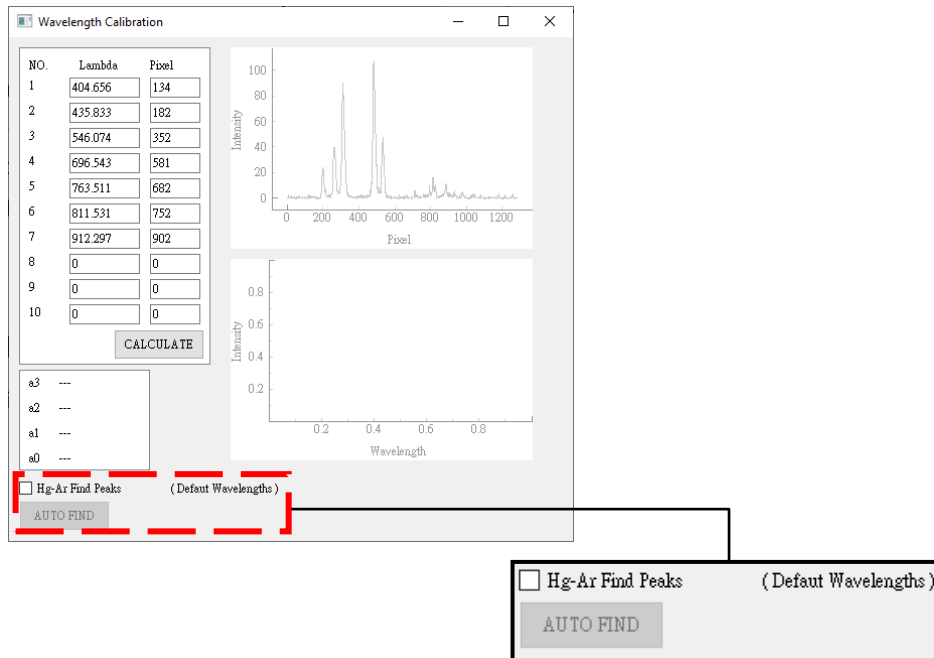 Wavelength Calibration
NO. Lambda Pixel
1 404.656 134
2 435.833 182
3 546.074 352
4 696.543 581
5 763.511 682
6 811.531 752
7 912.297 902
8 0 0
9 0 0
10 0 0
CALCULATE
a3 ---
a2 ---
a1 ---
a0 ---
Hg-Ar Find Peaks ( Defaut Wavelengths )
AUTO FIND
100
80
60
40
20
0
Intensity
0 200 400 600 800 1000 1200
Pixel
0.8
0.6
0.4
0.2
Intensity
0.2 0.4 0.6 0.8
Wavelength
Hg-Ar Find Peaks ( Defaut Wavelengths )
AUTO FIND